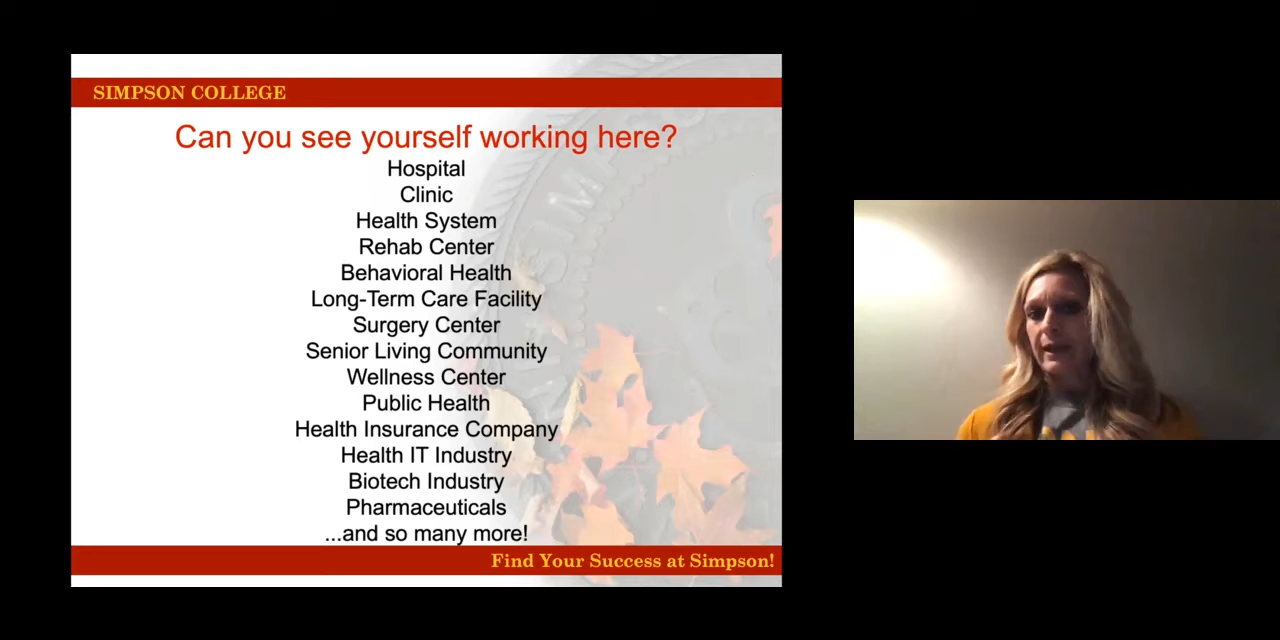 SIMPSON COLLEGE
Can you see yourself working here?
Hospital
Clinic
Health System
Rehab Center
Behavioral Health
Long-Term Care Facility
Surgery Center
Senior Living Community
Wellness Center
Public Health
Health Insurance Company
Health IT Industry
Biotech Industry
Pharmaceuticals
...and so many more!
Find Your Success at Simpson!